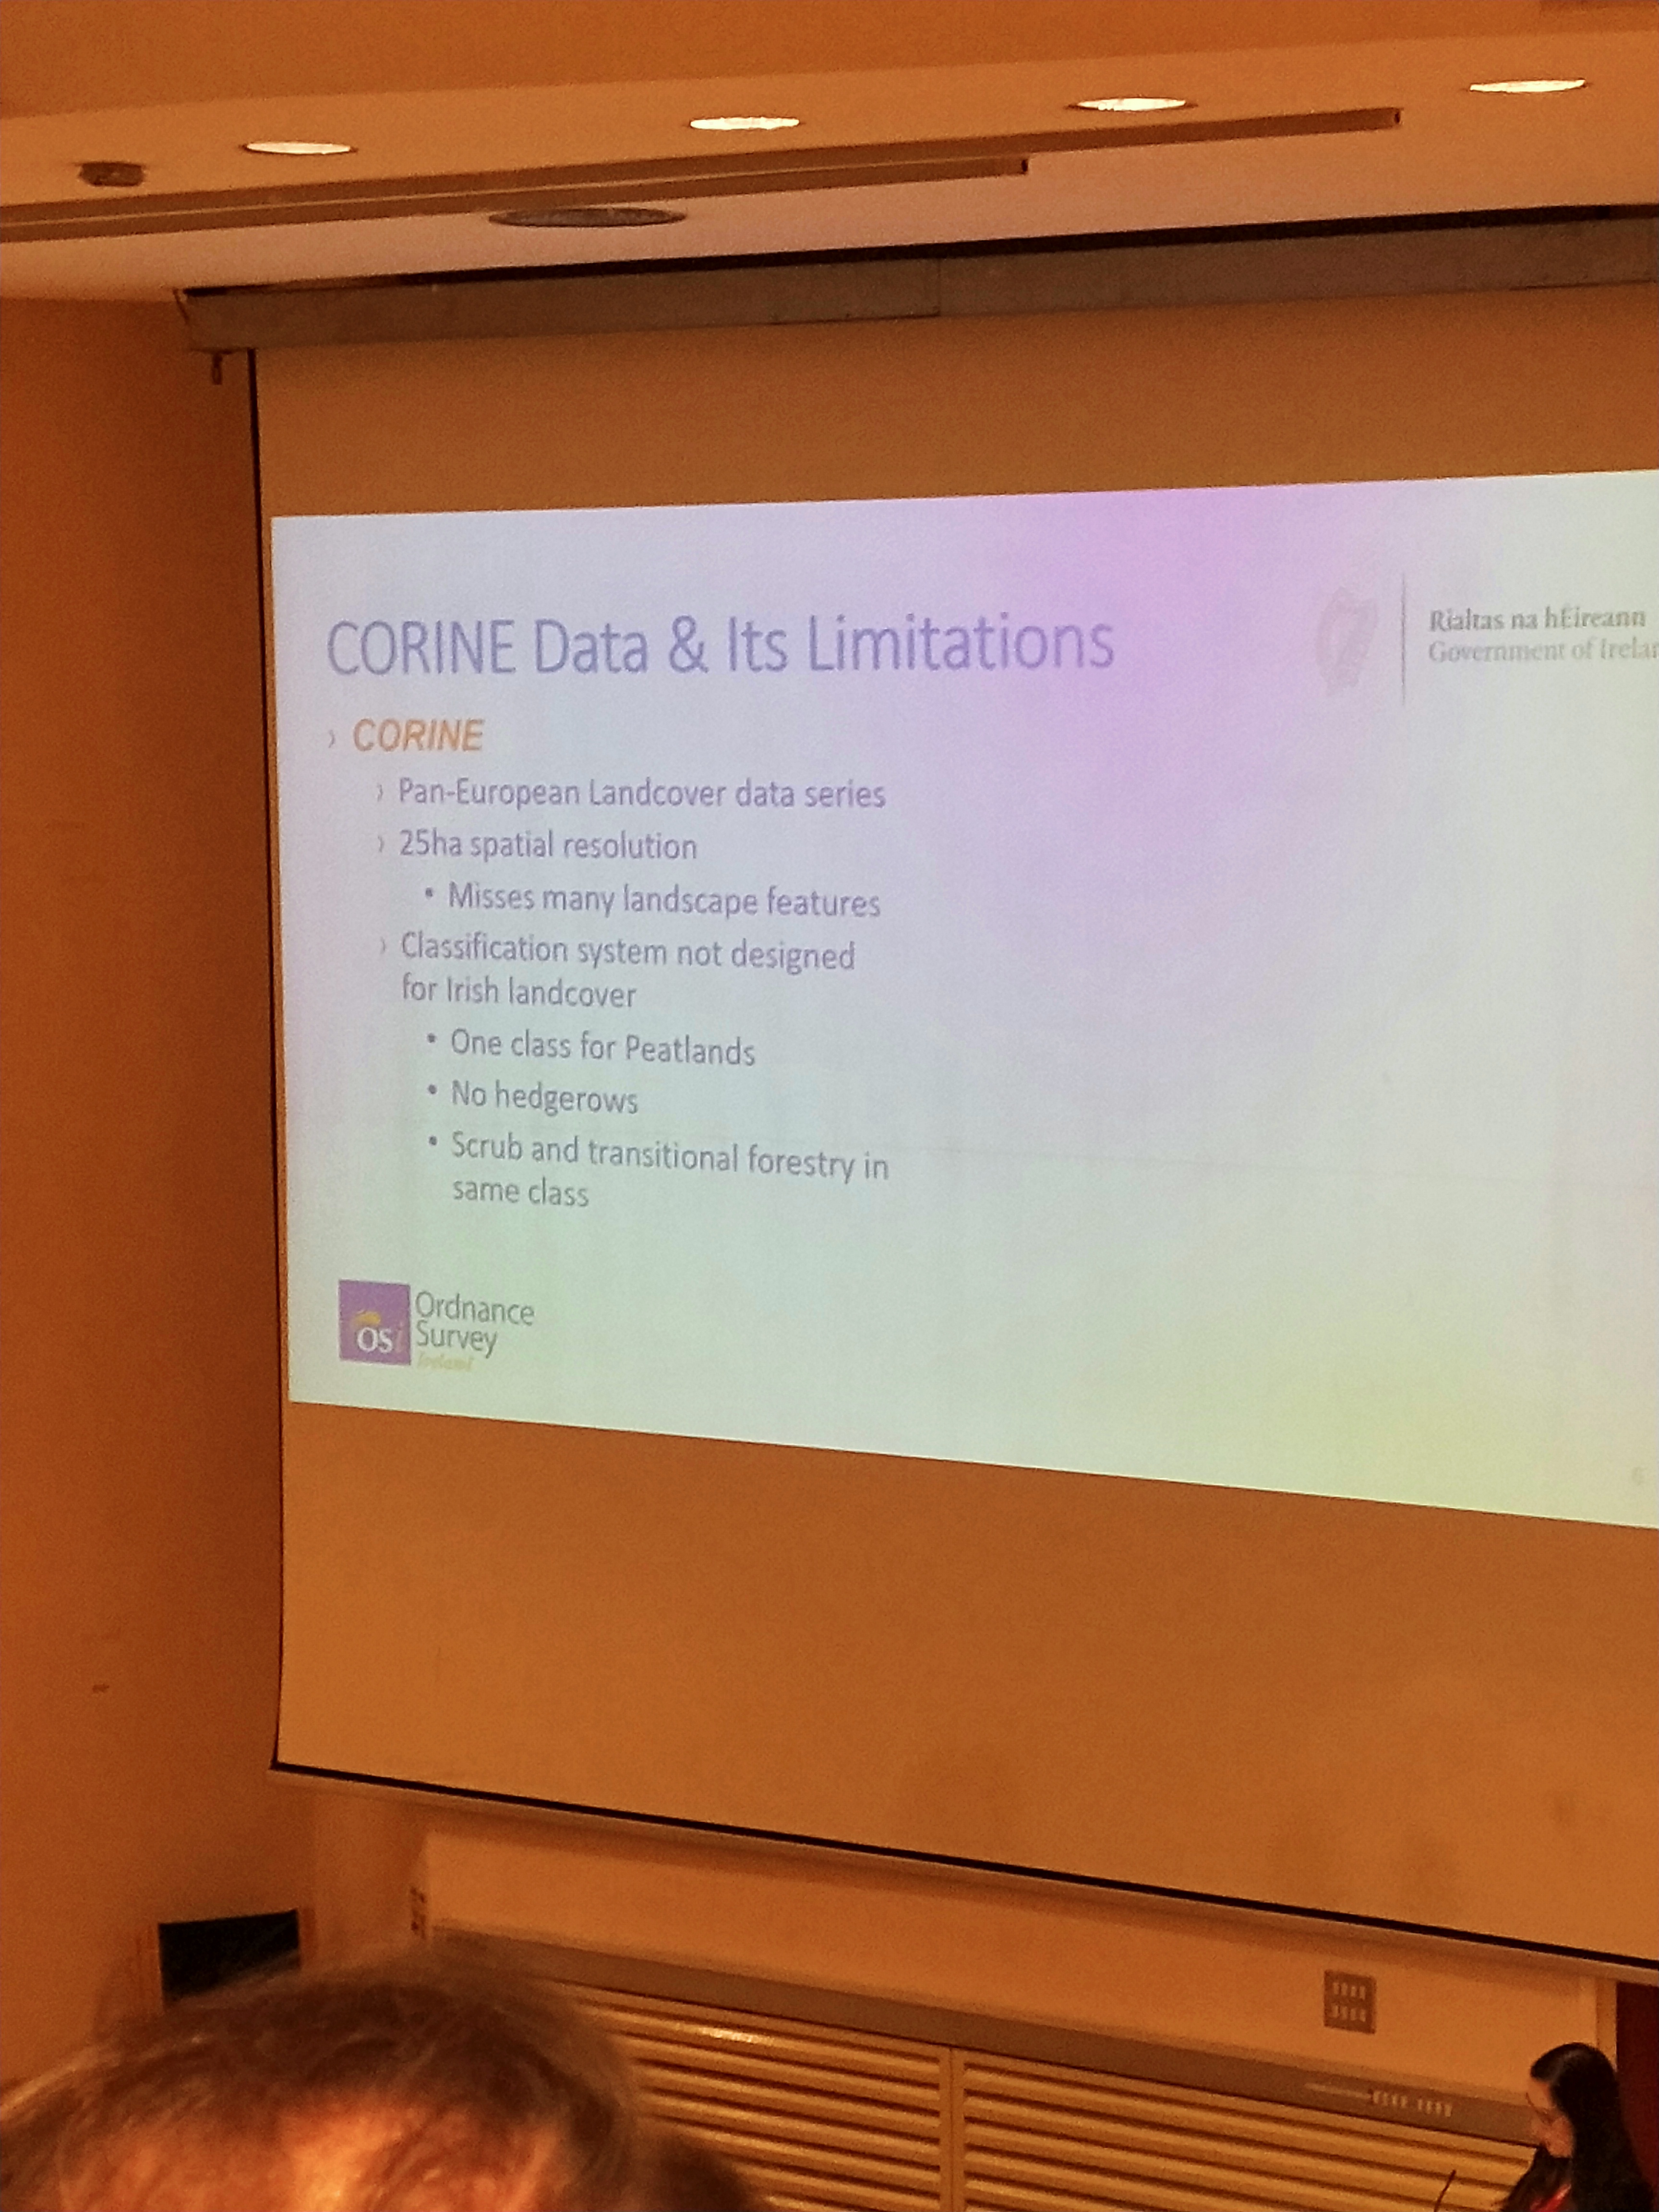 CORINE Data & Its Limitations
Rialtas na hÉireann
Government of Irelan
› CORINE
› Pan-European Landcover data series
› 25ha spatial resolution
• Misses many landscape features
› Classification system not designed
for Irish landcover
• One class for Peatlands
• No hedgerows
• Scrub and transitional forestry in
same class
osi
Ordnance
Survey
Ireland
6